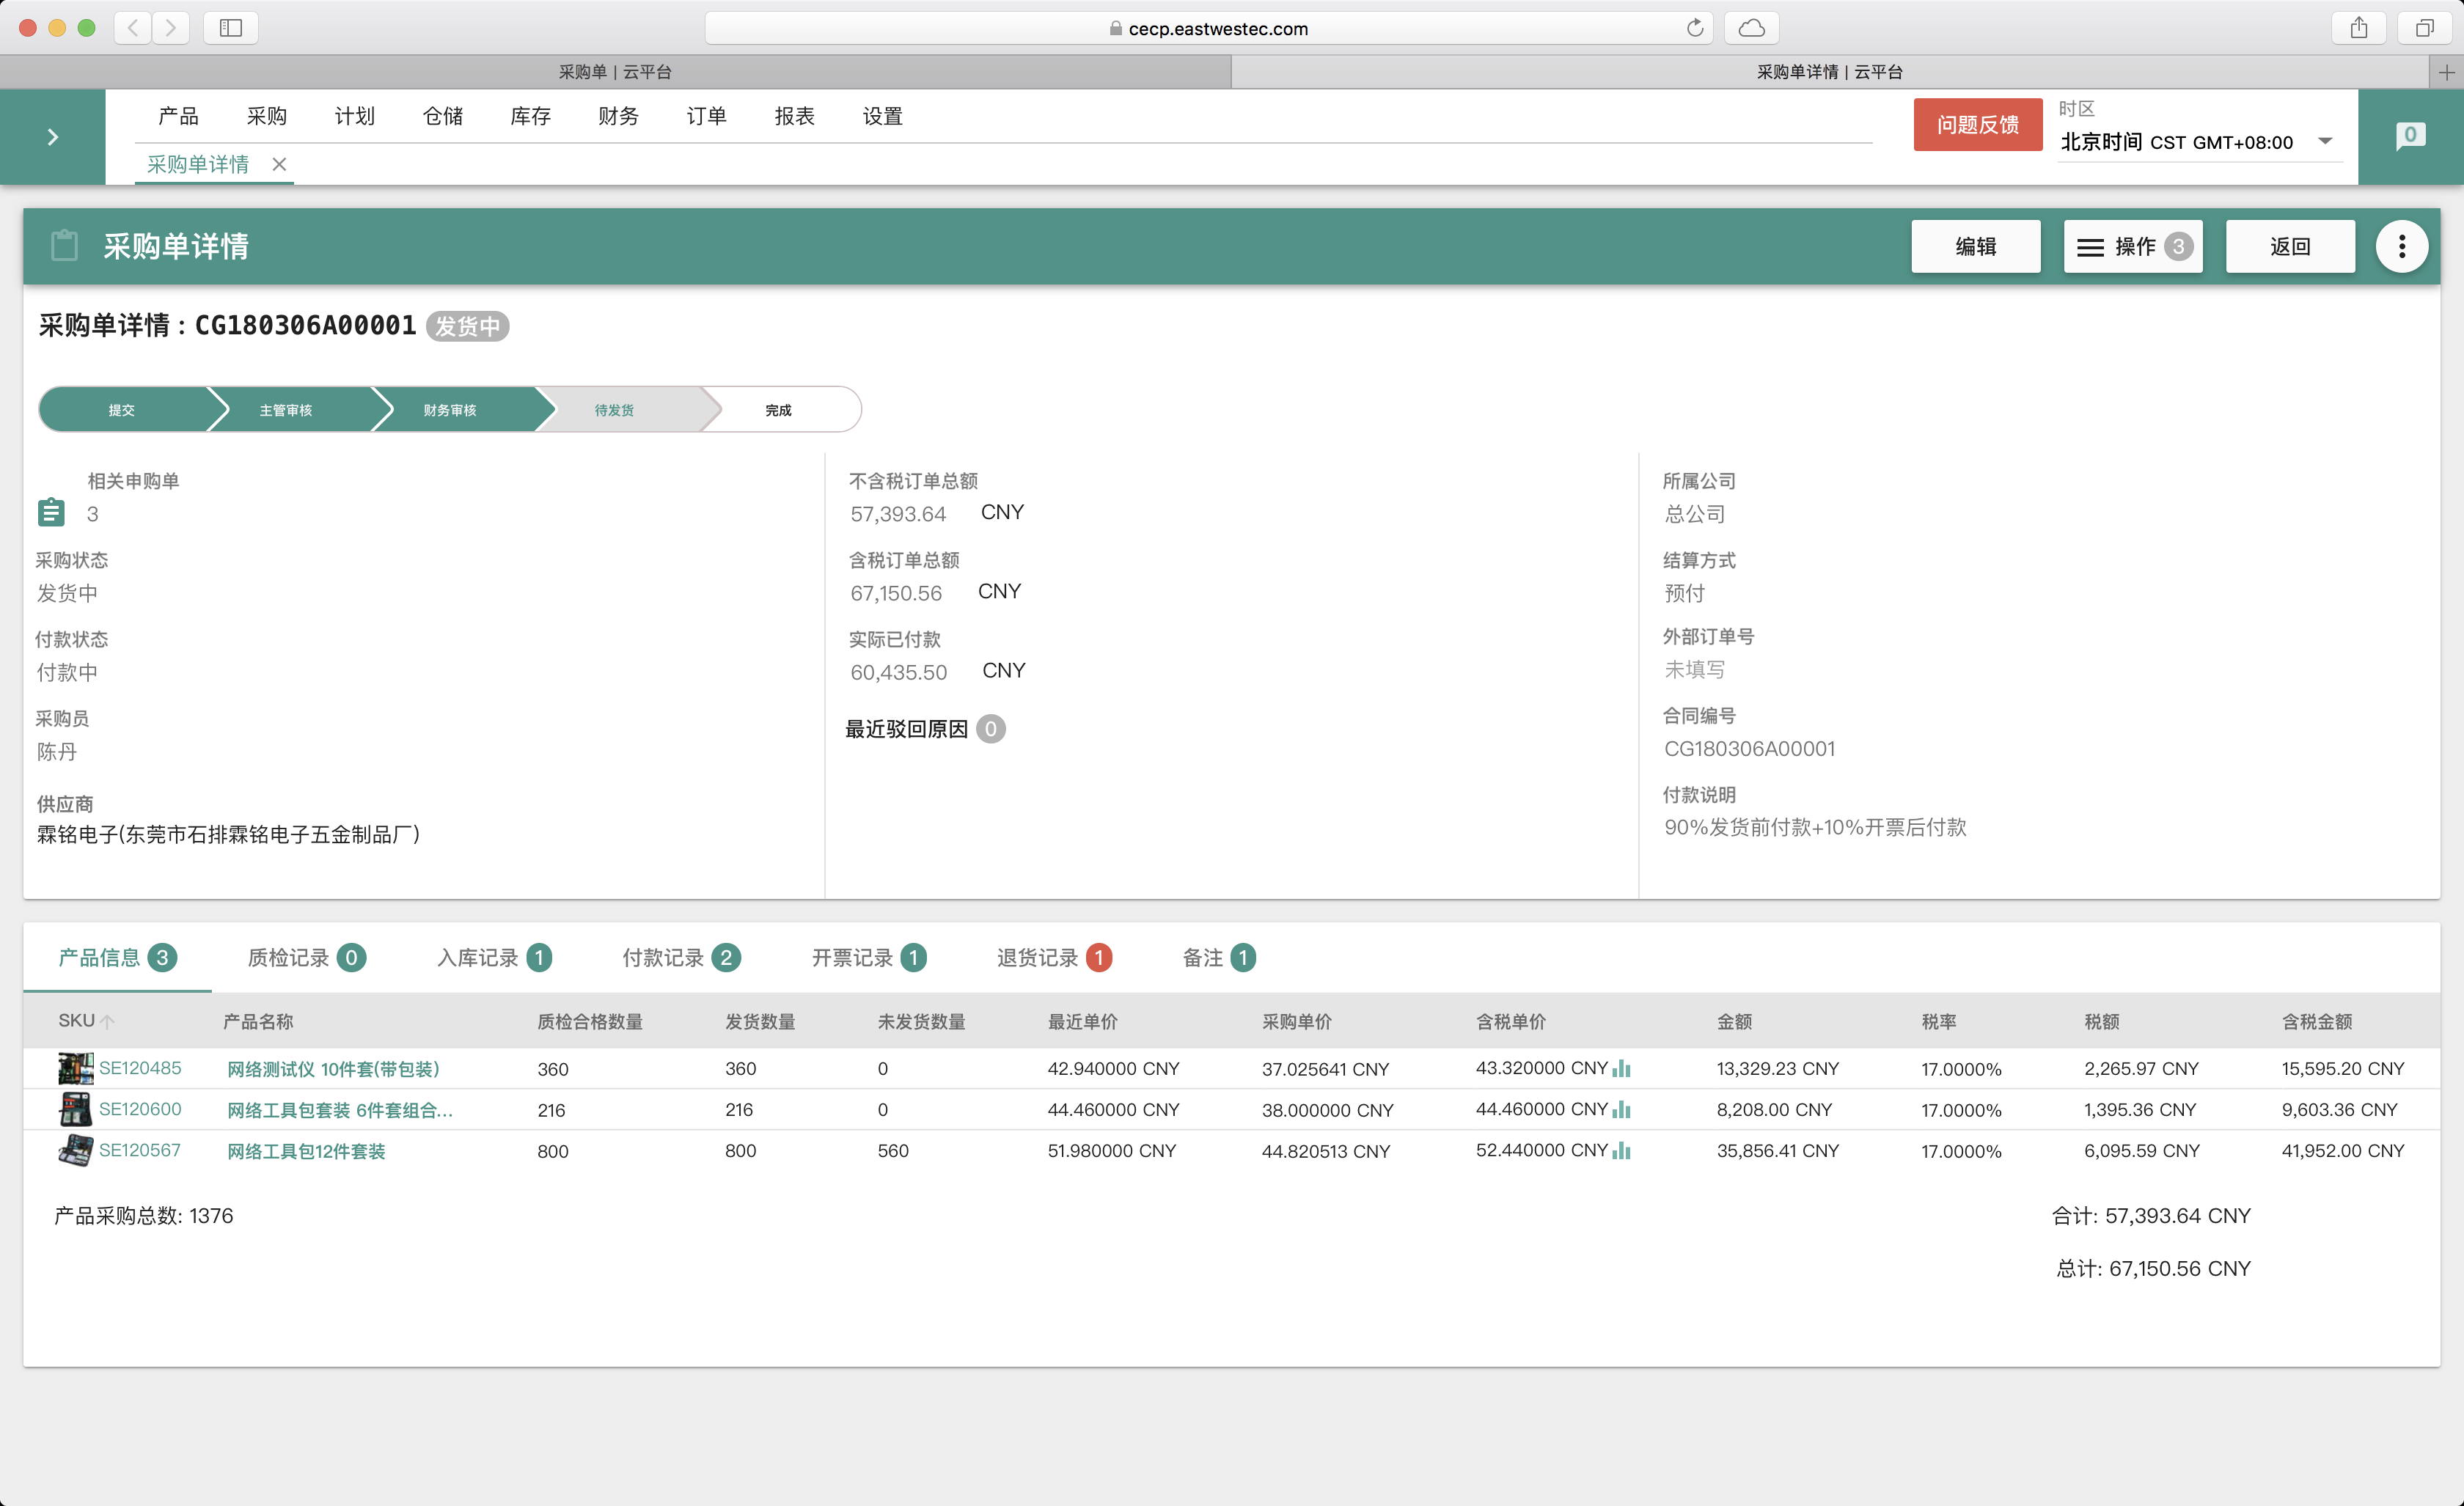 cecp.eastwestec.com
采购单 | 云平台
采购单详情 | 云平台
产品 采购 计划 仓储 库存 财务 订单 报表 设置
问题反馈
时区
北京时间 CST GMT+08:00
0
采购单详情
采购单详情
编辑
操作 3
返回
采购单详情 : CG180306A00001 发货中
提交 主管审核 财务审核 待发货 完成
相关申购单
3
采购状态
发货中
付款状态
付款中
采购员
陈丹
供应商
霖铭电子(东莞市石排霖铭电子五金制品厂)
不含税订单总额
57,393.64 CNY
含税订单总额
67,150.56 CNY
实际已付款
60,435.50 CNY
最近驳回原因 0
所属公司
总公司
结算方式
预付
外部订单号
未填写
合同编号
CG180306A00001
付款说明
90%发货前付款+10%开票后付款
产品信息 3 质检记录 0 入库记录 1 付款记录 2 开票记录 1 退货记录 1 备注 1
SKU 产品名称 质检合格数量 发货数量 未发货数量 最近单价 采购单价 含税单价 金额 税率 税额 含税金额
SE120485 网络测试仪 10件套(带包装) 360 360 0 42.940000 CNY 37.025641 CNY 43.320000 CNY 13,329.23 CNY 17.0000% 2,265.97 CNY 15,595.20 CNY
SE120600 网络工具包套装 6件套组合... 216 216 0 44.460000 CNY 38.000000 CNY 44.460000 CNY 8,208.00 CNY 17.0000% 1,395.36 CNY 9,603.36 CNY
SE120567 网络工具包12件套装 800 800 560 51.980000 CNY 44.820513 CNY 52.440000 CNY 35,856.41 CNY 17.0000% 6,095.59 CNY 41,952.00 CNY
产品采购总数: 1376
合计: 57,393.64 CNY
总计: 67,150.56 CNY